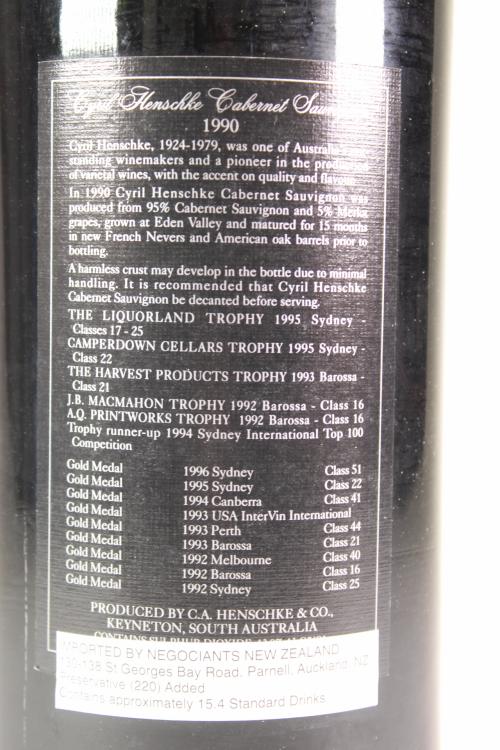 Cyril Henschke Cabernet
1990
Cyril Henschke, 1924-1979, was one of
standing winemakers and a pioneer in the
of varietal wines, with the accent on quality and
In 1990 Cyril Henschke Cabernet Sauvignon was
produced from 95% Cabernet Sauvignon and 5% Merlot
grapes, grown at Eden Valley and matured for 15 months
in new French Nevers and American oak barrels prior to
bottling.
A harmless crust may develop in the bottle due to minimal
handling. It is recommended that Cyril Henschke
Cabernet Sauvignon be decanted before serving.
THE LIQUORLAND TROPHY 1995 Sydney
Classes 17 - 25
CAMPERDOWN CELLARS TROPHY 1995 Sydney -
Class 22
THE HARVEST PRODUCTS TROPHY 1993 Barossa -
Class 21
J.B. MACMAHON TROPHY 1992 Barossa - Class 16
A.Q. PRINTWORKS TROPHY 1992 Barossa - Class 16
Trophy runner-up 1994 Sydney International Top 100
Competition
Gold Medal 1996 Sydney Class 51
Gold Medal 1995 Sydney Class 22
Gold Medal 1994 Canberra Class 41
Gold Medal 1993 USA InterVin International
Gold Medal 1993 Perth Class 44
Gold Medal 1993 Barossa Class 21
Gold Medal 1992 Melbourne Class 40
Gold Medal 1992 Barossa Class 16
Gold Medal 1992 Sydney Class 25
PRODUCED BY C.A. HENSCHKE & CO.,
KEYNETON, SOUTH AUSTRALIA
CONTAINS SULPHUR DIOXIDE
IMPORTED BY NEGOCIANTS NEW ZEALAND
130-138 St Georges Bay Road, Parnell, Auckland, NZ
Preservative (220) Added
Contains approximately 15.4 Standard Drinks